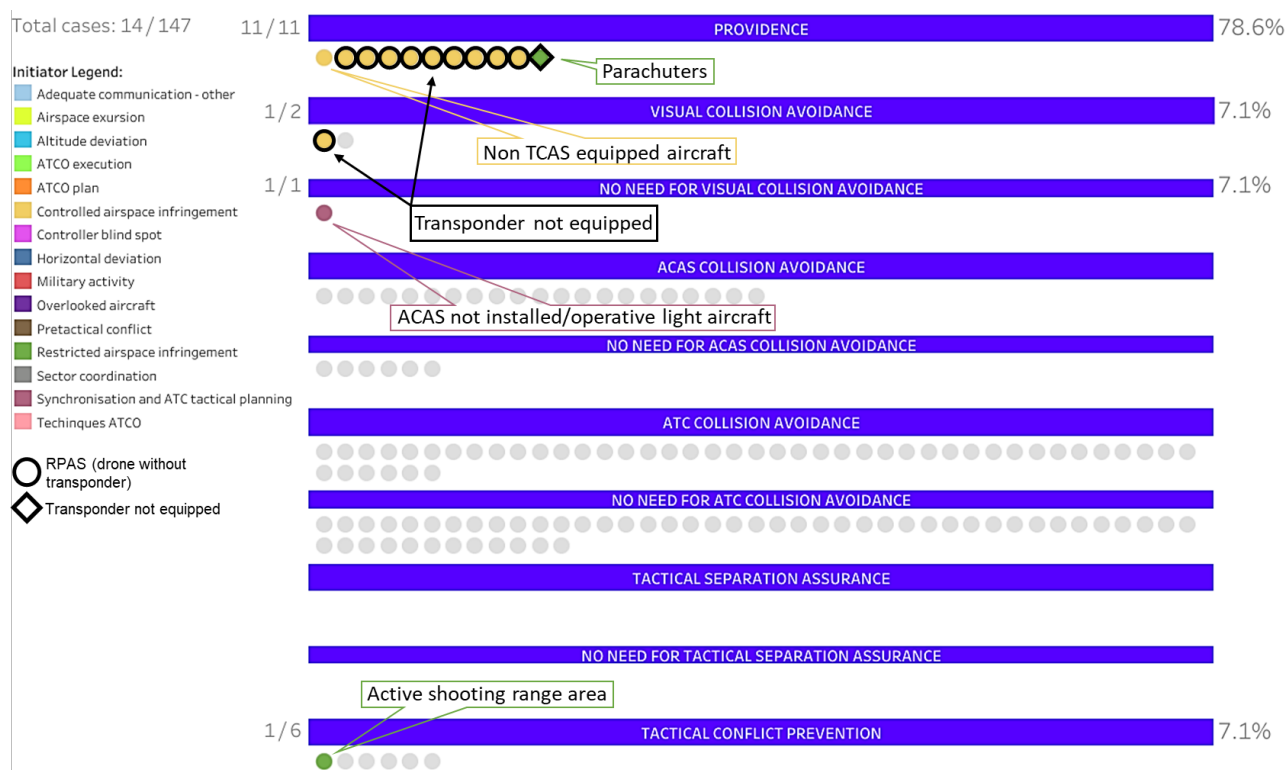 Total cases: 14 / 147
11 / 11
PROVIDENCE
78.6%
Parachuters
Initiator Legend:
Adequate communication - other
Airspace exursion
Altitude deviation
ATCO execution
ATCO plan
Controlled airspace infringement
Controller blind spot
Horizontal deviation
Military activity
Overlooked aircraft
Pretactical conflict
Restricted airspace infringement
Sector coordination
Synchronisation and ATC tactical planning
Techinques ATCO
RPAS (drone without
transponder)
Transponder not equipped
1 / 2
VISUAL COLLISION AVOIDANCE
7.1%
Non TCAS equipped aircraft
1 / 1
NO NEED FOR VISUAL COLLISION AVOIDANCE
7.1%
Transponder not equipped
ACAS COLLISION AVOIDANCE
ACAS not installed/operative light aircraft
NO NEED FOR ACAS COLLISION AVOIDANCE
ATC COLLISION AVOIDANCE
NO NEED FOR ATC COLLISION AVOIDANCE
TACTICAL SEPARATION ASSURANCE
NO NEED FOR TACTICAL SEPARATION ASSURANCE
Active shooting range area
1 / 6
TACTICAL CONFLICT PREVENTION
7.1%